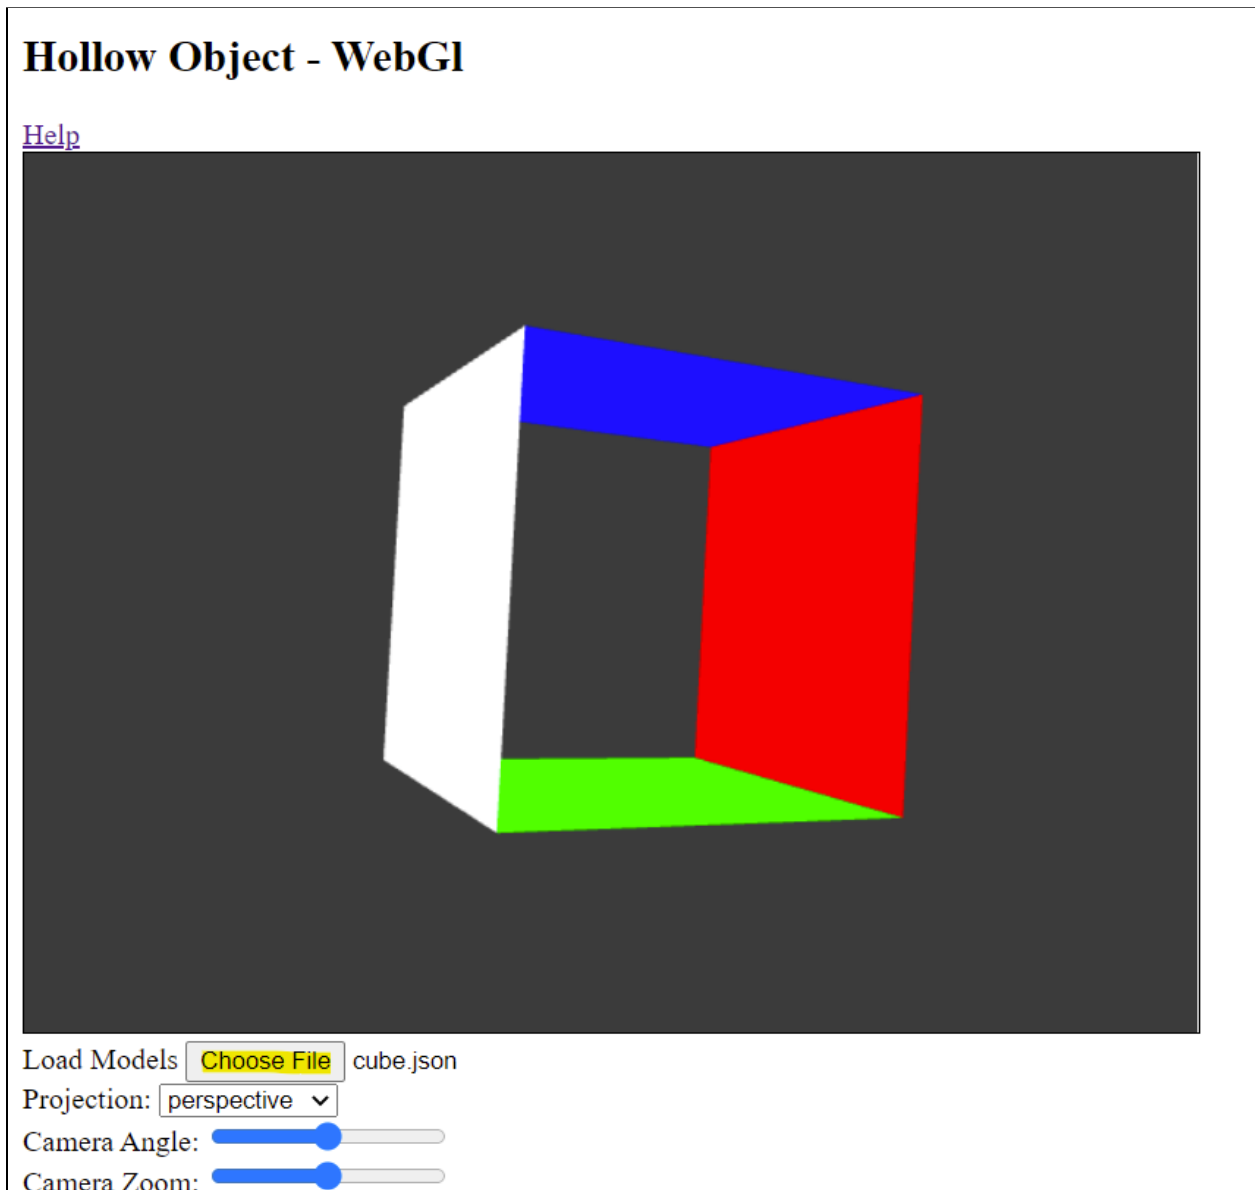 Hollow Object - WebGl
Help
Load Models Choose File cube.json
Projection: perspective
Camera Angle:
Camera Zoom: